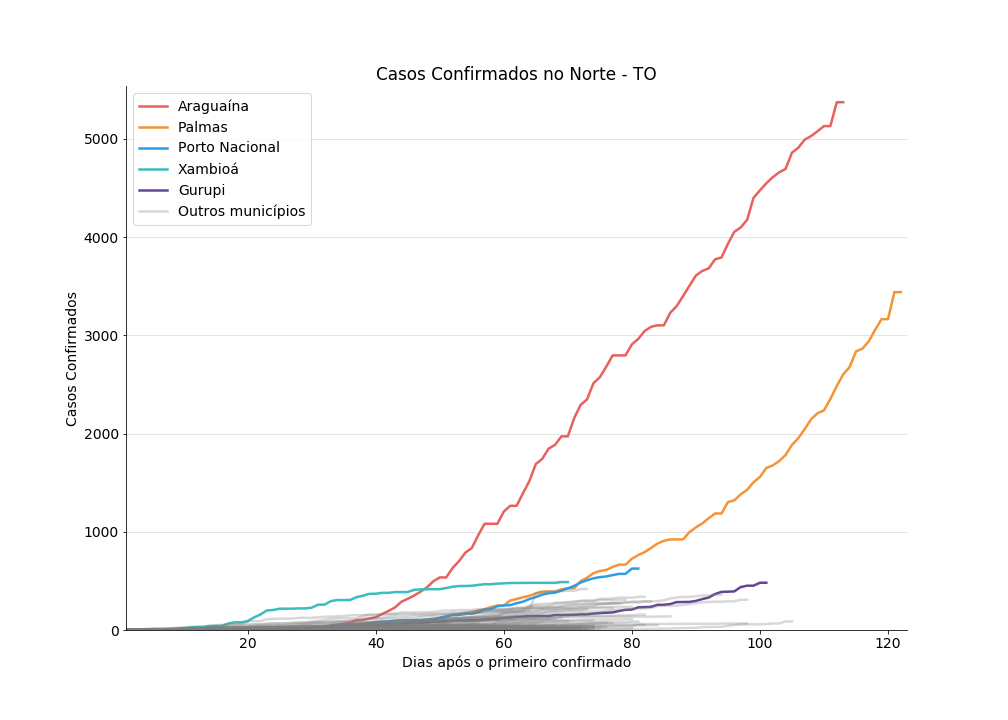 Casos Confirmados no Norte - TO
Araguaína
Palmas
Porto Nacional
Xambioá
Gurupi
Outros municípios
5000
4000
3000
2000
1000
0
Casos Confirmados
20 40 60 80 100 120
Dias após o primeiro confirmado